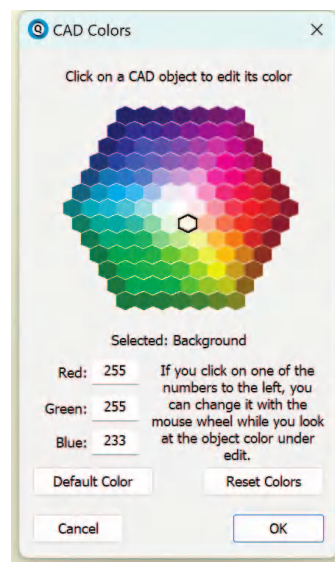 CAD Colors
Click on a CAD object to edit its color
Selected: Background
Red: 255
Green: 255
Blue: 233
If you click on one of the
numbers to the left, you
can change it with the
mouse wheel while you look
at the object color under
edit.
Default Color
Reset Colors
Cancel
OK